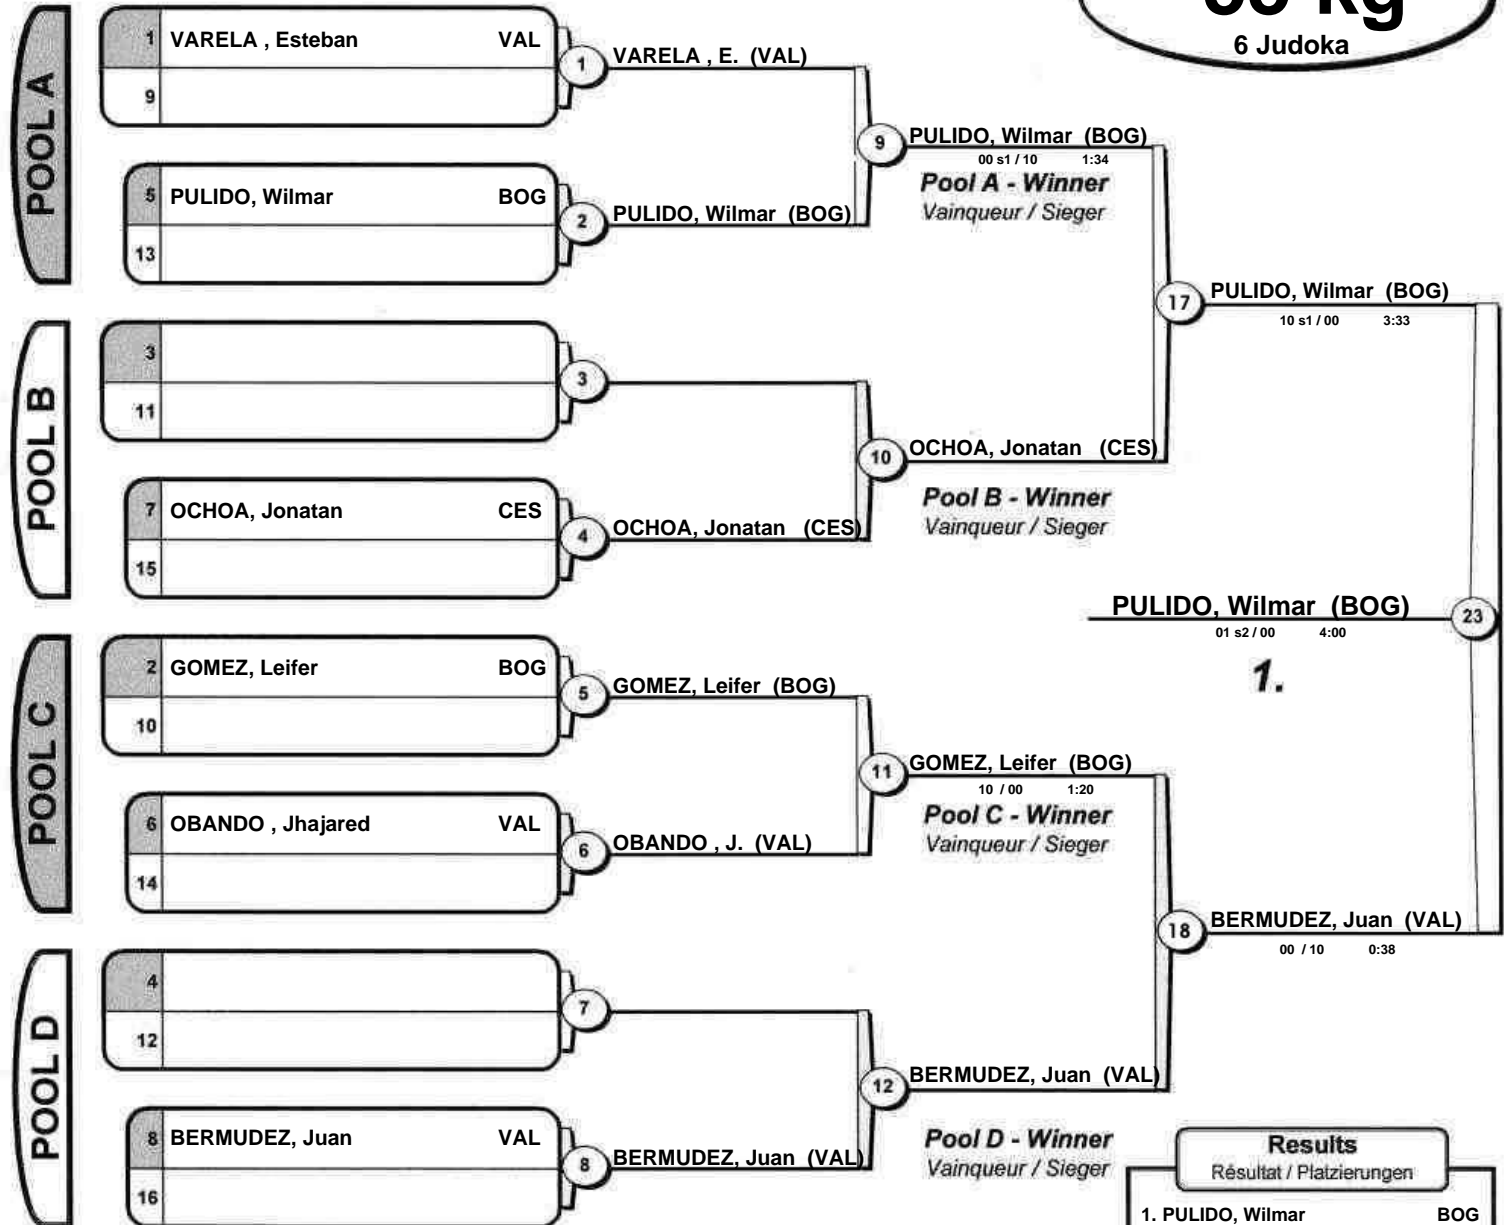 kg
6 Judoka
POOL A
1 VARELA , Esteban VAL
9
1
VARELA , E. (VAL)
5 PULIDO, Wilmar BOG
13
2
PULIDO, Wilmar (BOG)
9
PULIDO, Wilmar (BOG)
00 s1 / 10 1:34
Pool A - Winner
Vainqueur / Sieger
POOL B
3
11
3
7 OCHOA, Jonatan CES
15
4
OCHOA, Jonatan (CES)
10
OCHOA, Jonatan (CES)
Pool B - Winner
Vainqueur / Sieger
17
PULIDO, Wilmar (BOG)
10 s1 / 00 3:33
PULIDO, Wilmar (BOG)
01 s2 / 00 4:00
23
1.
POOL C
2 GOMEZ, Leifer BOG
10
5
GOMEZ, Leifer (BOG)
6 OBANDO , Jhajared VAL
14
6
OBANDO , J. (VAL)
11
GOMEZ, Leifer (BOG)
10 / 00 1:20
Pool C - Winner
Vainqueur / Sieger
18
BERMUDEZ, Juan (VAL)
00 / 10 0:38
POOL D
4
12
7
8 BERMUDEZ, Juan VAL
16
8
BERMUDEZ, Juan (VAL)
12
BERMUDEZ, Juan (VAL)
Pool D - Winner
Vainqueur / Sieger
Results
Résultat / Platzierungen
1. PULIDO, Wilmar BOG